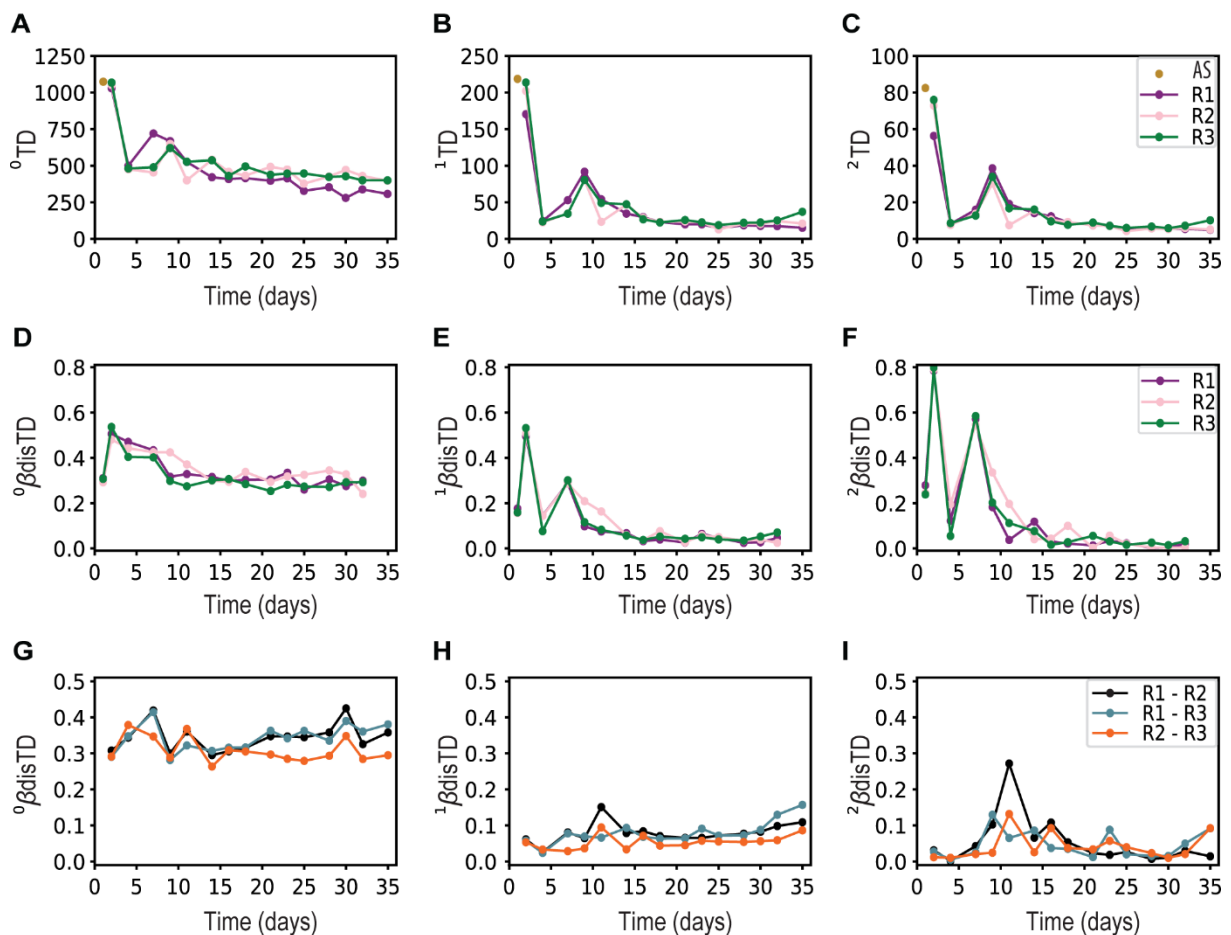 A
B
C
1250
1000
750
500
250
0
⁰TD
0 5 10 15 20 25 30 35
Time (days)
250
200
150
100
50
0
¹TD
0 5 10 15 20 25 30 35
Time (days)
100
80
60
40
20
0
²TD
AS
R1
R2
R3
0 5 10 15 20 25 30 35
Time (days)
D
E
F
0.8
0.6
0.4
0.2
0.0
⁰βdisTD
0 5 10 15 20 25 30 35
Time (days)
0.8
0.6
0.4
0.2
0.0
¹βdisTD
0 5 10 15 20 25 30 35
Time (days)
0.8
0.6
0.4
0.2
0.0
²βdisTD
R1
R2
R3
0 5 10 15 20 25 30 35
Time (days)
G
H
I
0.5
0.4
0.3
0.2
0.1
0.0
⁰βdisTD
0 5 10 15 20 25 30 35
Time (days)
0.5
0.4
0.3
0.2
0.1
0.0
¹βdisTD
0 5 10 15 20 25 30 35
Time (days)
0.5
0.4
0.3
0.2
0.1
0.0
²βdisTD
R1 - R2
R1 - R3
R2 - R3
0 5 10 15 20 25 30 35
Time (days)